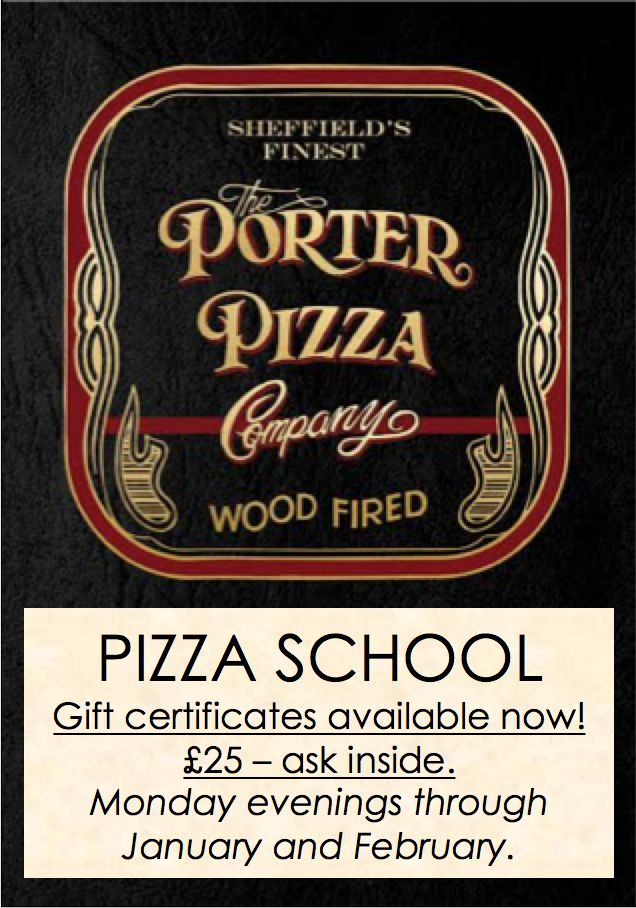 SHEFFIELD'S
FINEST
The
PORTER
PIZZA
Company
WOOD FIRED
PIZZA SCHOOL
Gift certificates available now!
£25 – ask inside.
Monday evenings through
January and February.